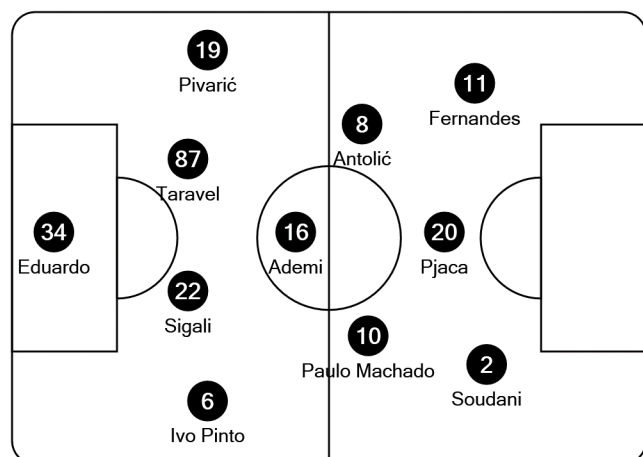 19
Pivarić
11
Fernandes
8
Antolić
87
Taravel
34
Eduardo
16
Ademi
20
Pjaca
22
Sigali
10
Paulo Machado
2
Soudani
6
Ivo Pinto